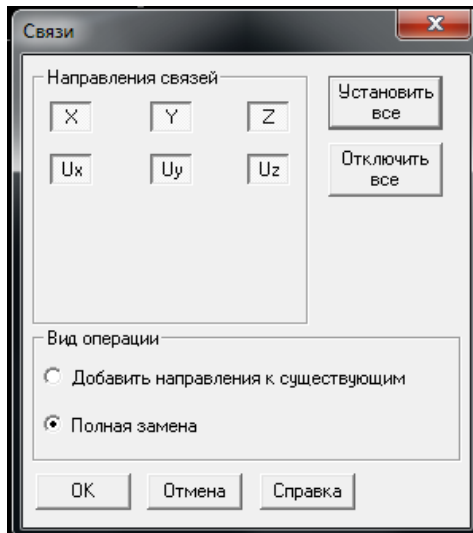 Связи
Направления связей
X Y Z
Ux Uy Uz
Установить
все
Отключить
все
Вид операции
Добавить направления к существующим
Полная замена
OK Отмена Справка